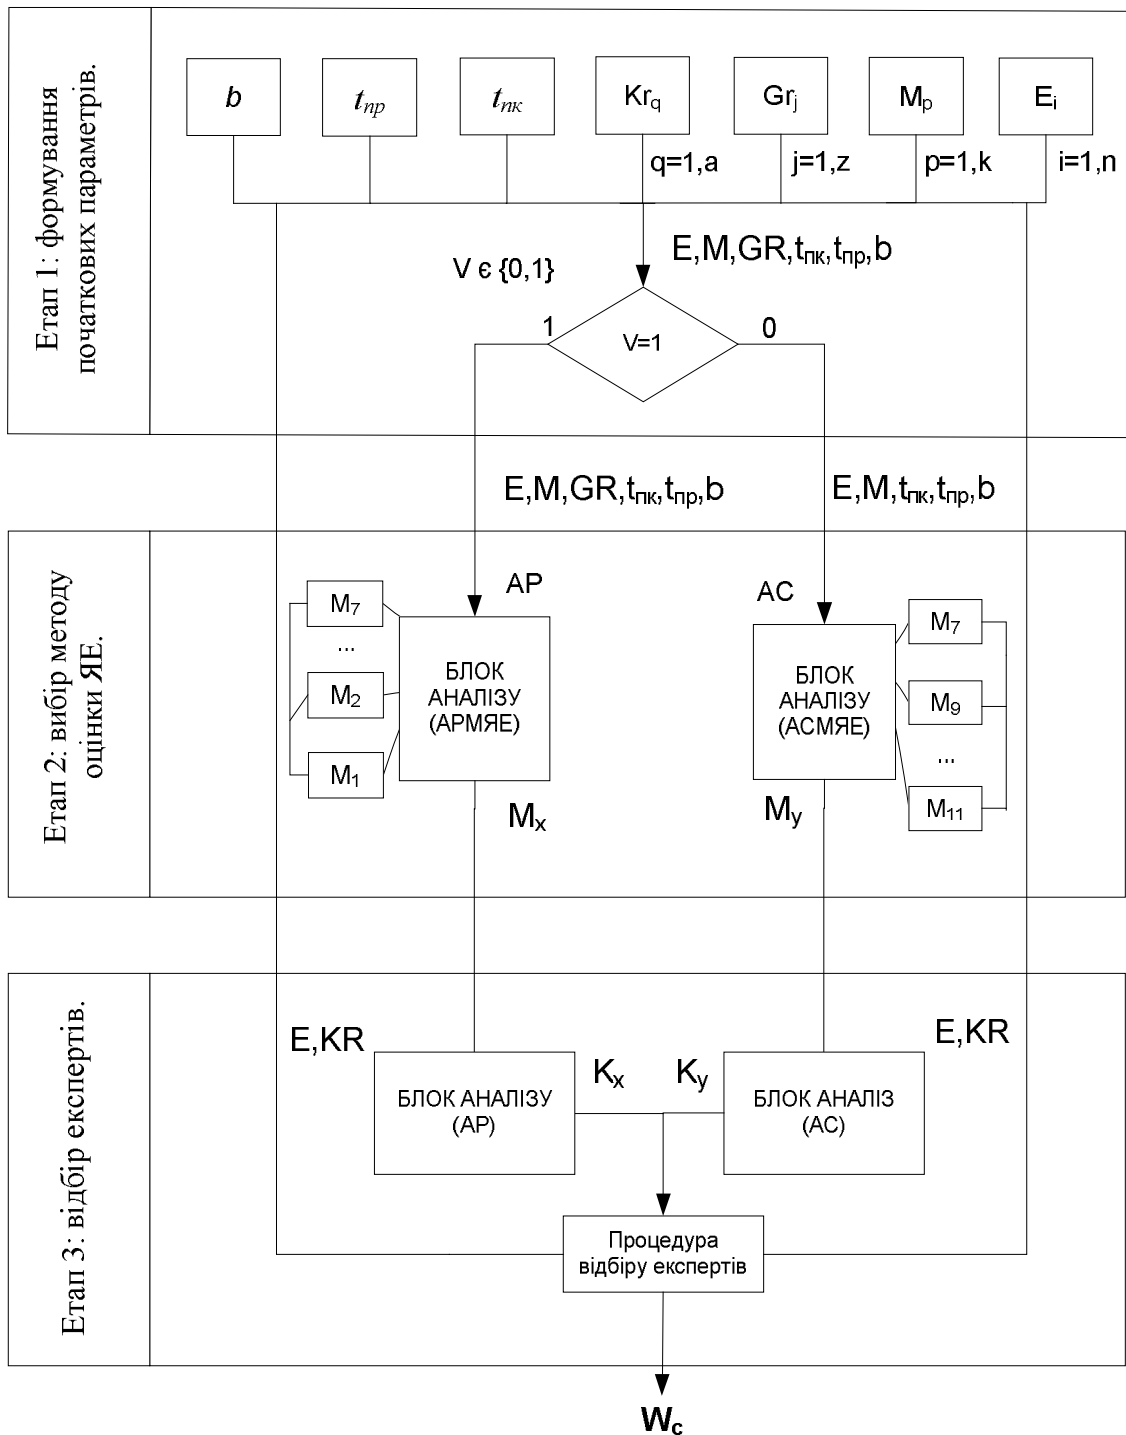 Етап 1: формування
початкових параметрів.
b
tпр
tпк
Krq
Grj
Mp
Ei
q=1,a
j=1,z
p=1,k
i=1,n
E,M,GR,tпк,tпр,b
V є {0,1}
1
V=1
0
E,M,GR,tпк,tпр,b
E,M,tпк,tпр,b
Етап 2: вибір методу
оцінки ЯЕ.
АР
АС
M7
...
M2
M1
БЛОК
АНАЛІЗУ
(АРМЯЕ)
БЛОК
АНАЛІЗУ
(АСМЯЕ)
M7
M9
...
M11
Mx
My
Етап 3: відбір експертів.
E,KR
E,KR
Kx
Ky
БЛОК АНАЛІЗУ
(АР)
БЛОК АНАЛІЗ
(АС)
Процедура
відбіру експертів
Wc